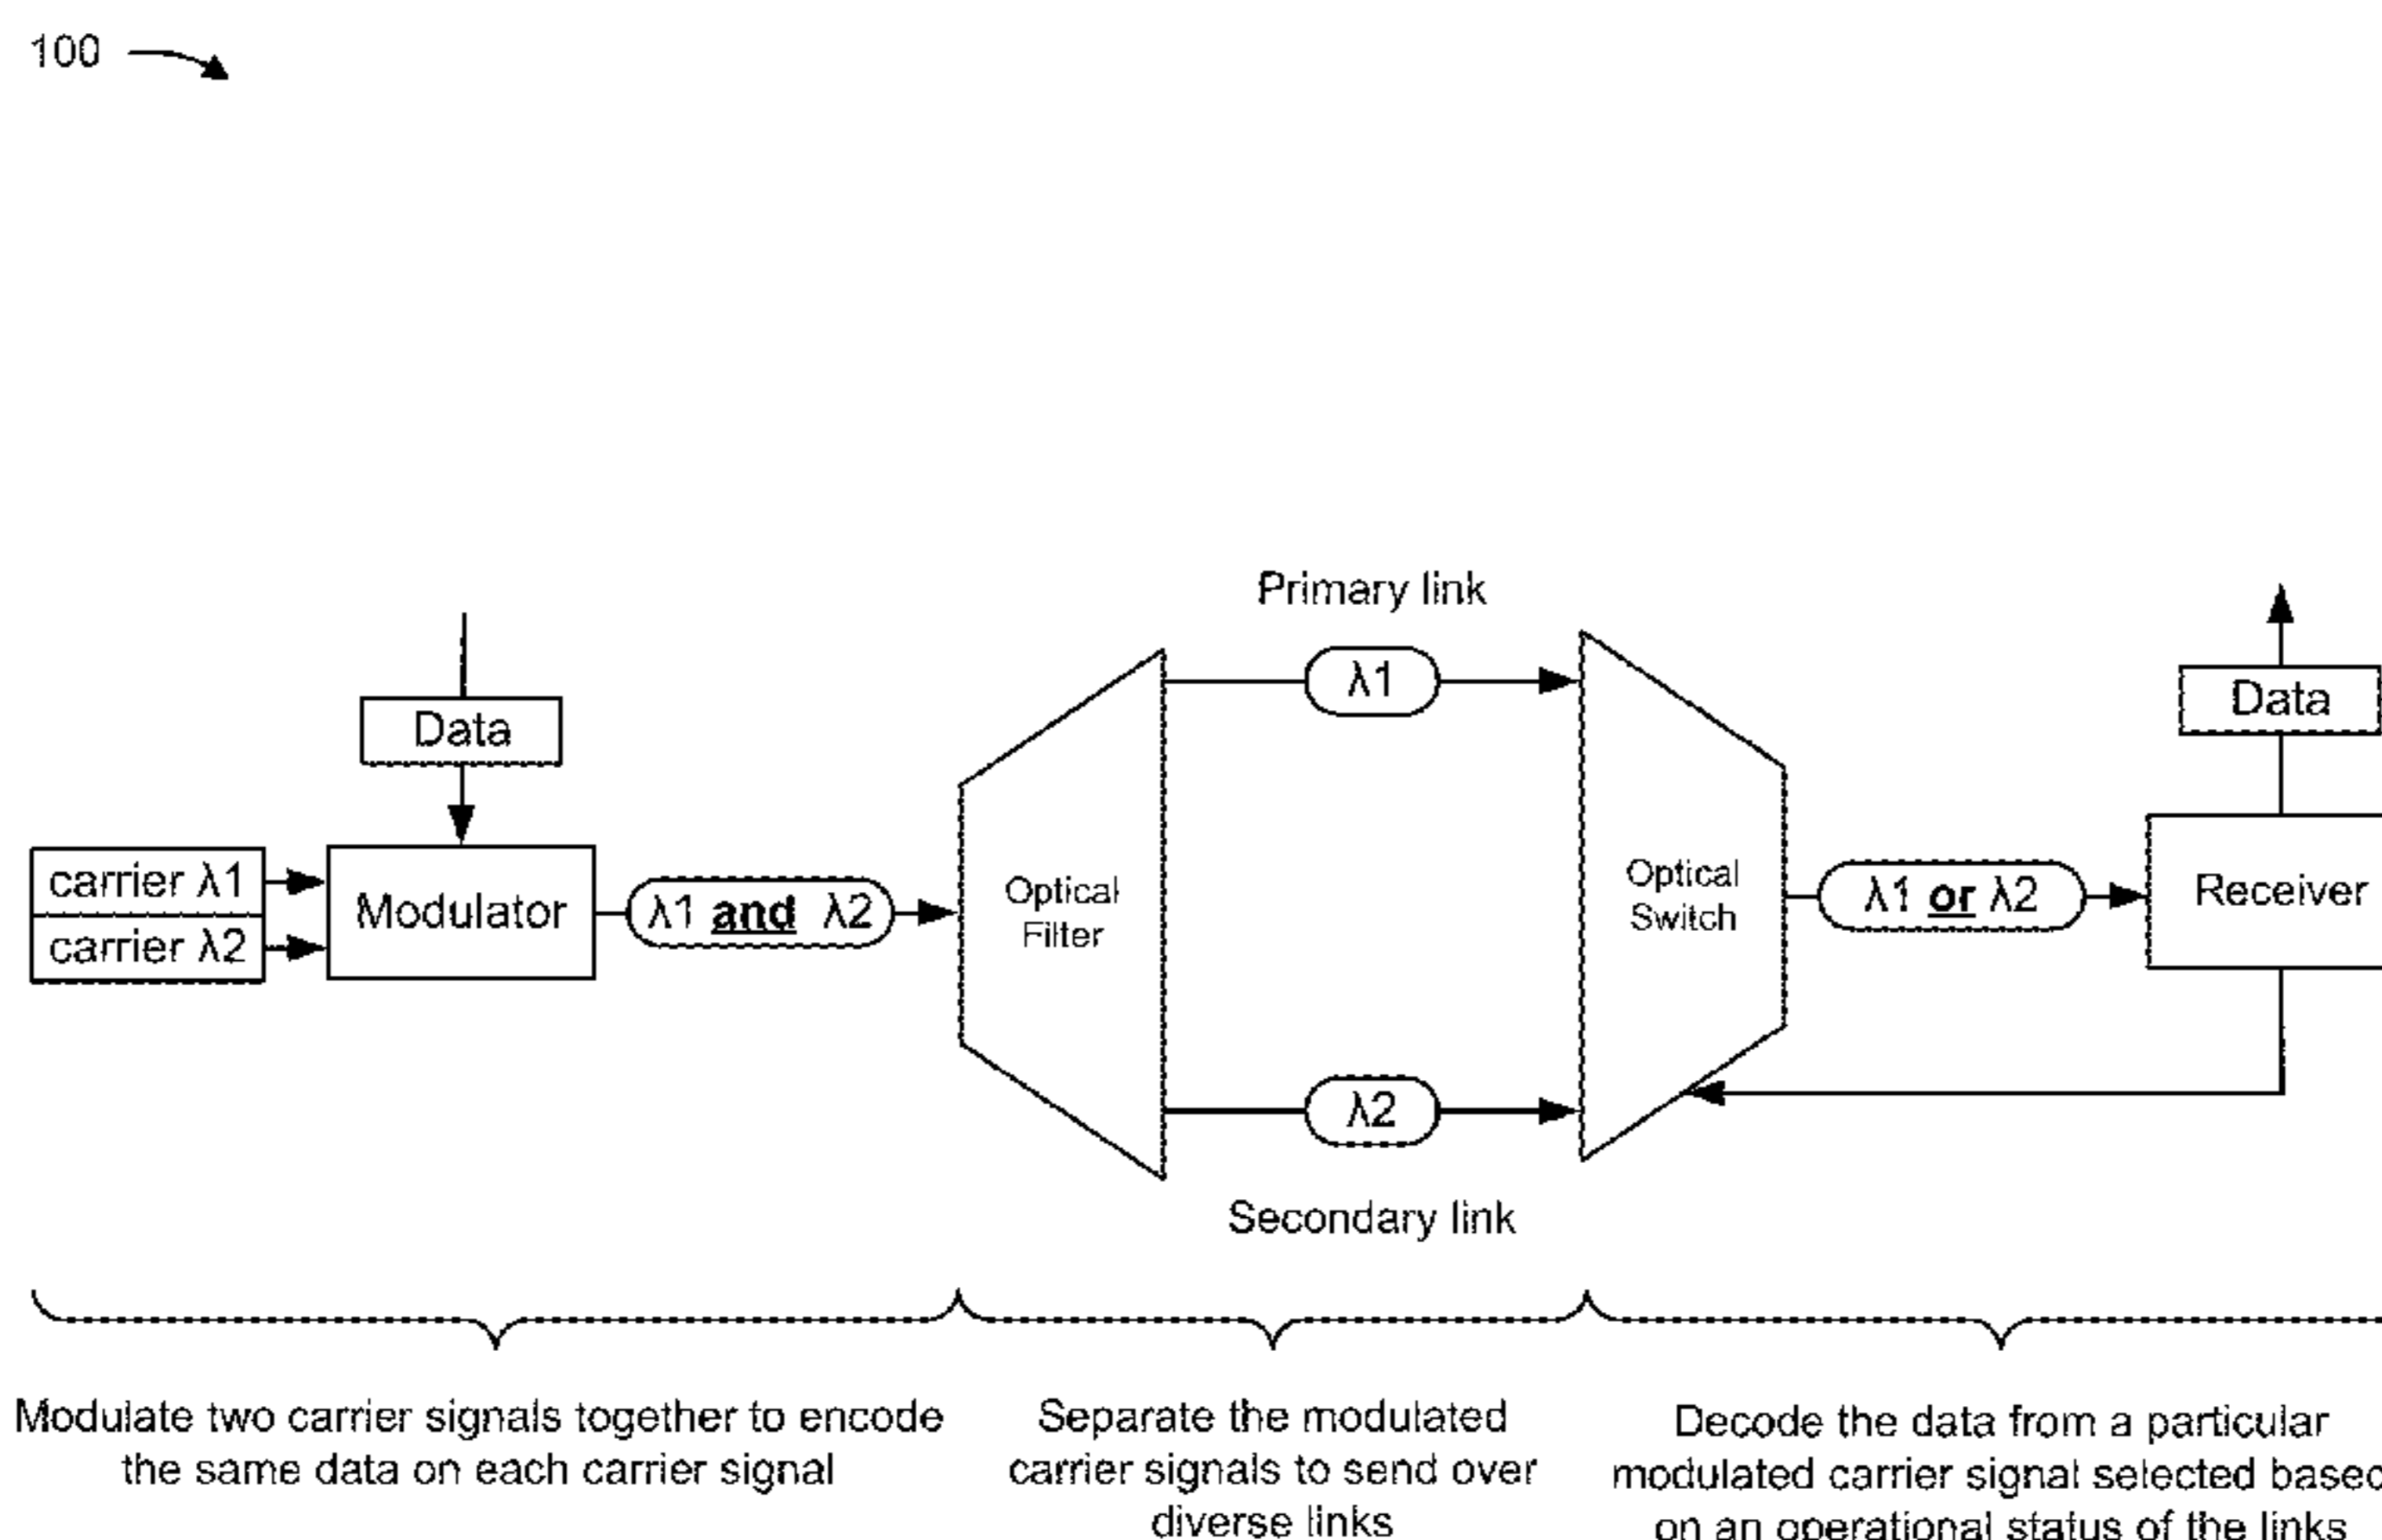 100
Primary link
Data
λ1
Data
carrier λ1
carrier λ2
Modulator
λ1 and λ2
Optical
Filter
Optical
Switch
λ1 or λ2
Receiver
λ2
Secondary link
Modulate two carrier signals together to encode
the same data on each carrier signal
Separate the modulated
carrier signals to send over
diverse links
Decode the data from a particular
modulated carrier signal selected based
on an operational status of the links